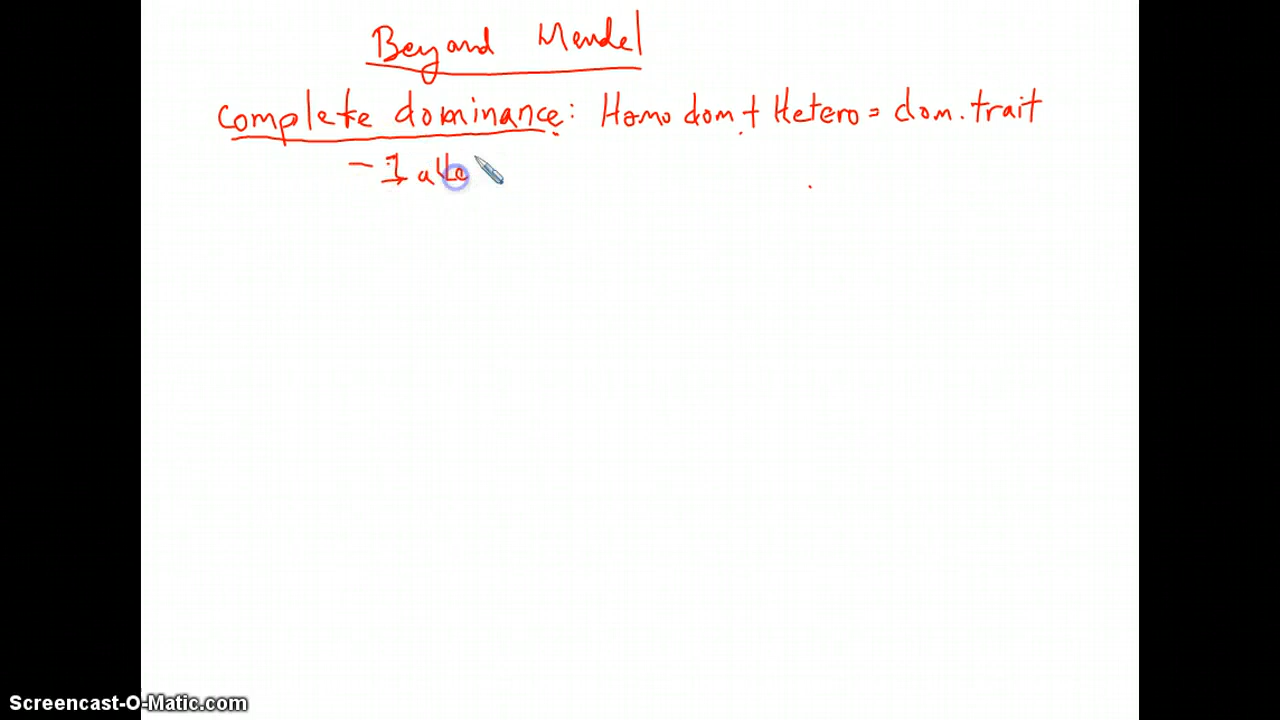 Beyond Mendel
complete dominance: Homo dom + Hetero = dom. trait
- 1 alle
Screencast-O-Matic.com